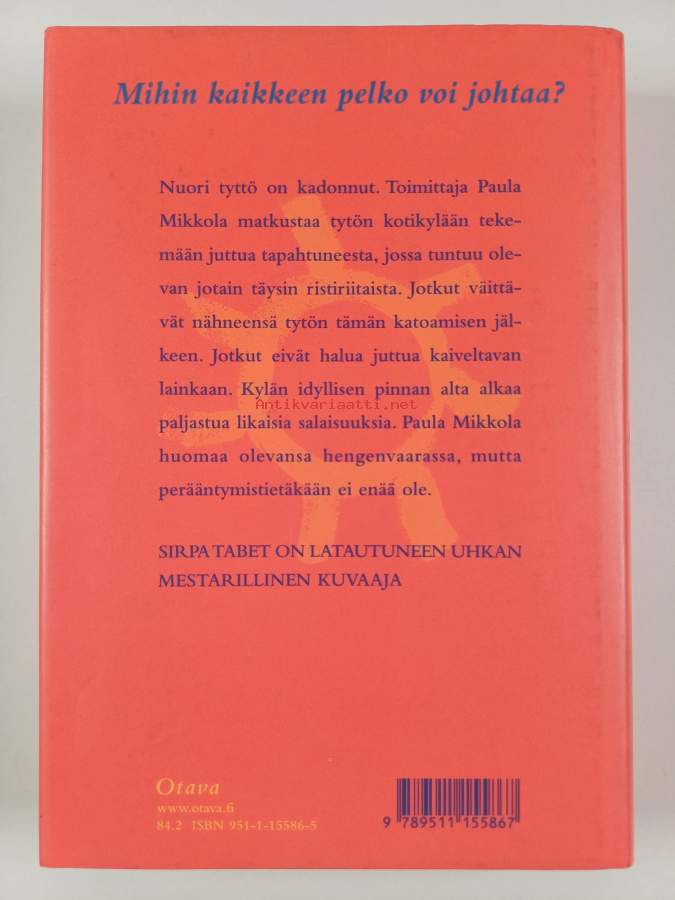 Mihin kaikkeen pelko voi johtaa?
Nuori tyttö on kadonnut. Toimittaja Paula
Mikkola matkustaa tytön kotikylään teke-
mään juttua tapahtuneesta, jossa tuntuu ole-
van jotain täysin ristiriitaista. Jotkut väittä-
vät nähneensä tytön tämän katoamisen jäl-
keen. Jotkut eivät halua juttua kaiveltavan
lainkaan. Kylän idyllisen pinnan alta alkaa
Antikvariaatti.net
paljastua likaisia salaisuuksia. Paula Mikkola
huomaa olevansa hengenvaarassa, mutta
perääntymistietäkään ei enää ole.
SIRPA TABET ON LATAUTUNEEN UHKAN
MESTARILLINEN KUVAAJA
Otava
www.otava.fi
84.2 ISBN 951-1-15586-5
9 789511 155867